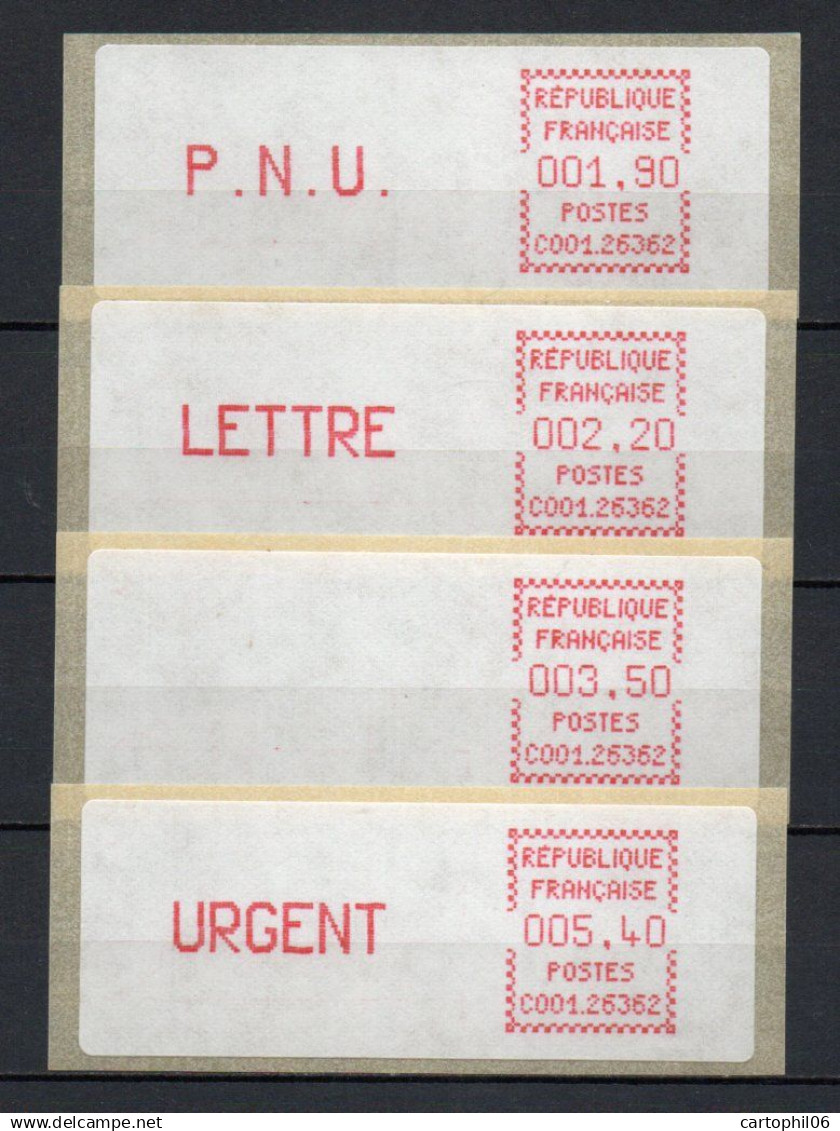 P.N.U.
RÉPUBLIQUE
FRANÇAISE
001,90
POSTES
C001.26362
LETTRE
RÉPUBLIQUE
FRANÇAISE
002,20
POSTES
C001.26362
RÉPUBLIQUE
FRANÇAISE
003,50
POSTES
C001.26362
URGENT
RÉPUBLIQUE
FRANÇAISE
005,40
POSTES
C001.26362
delcampe.net
cartophil06